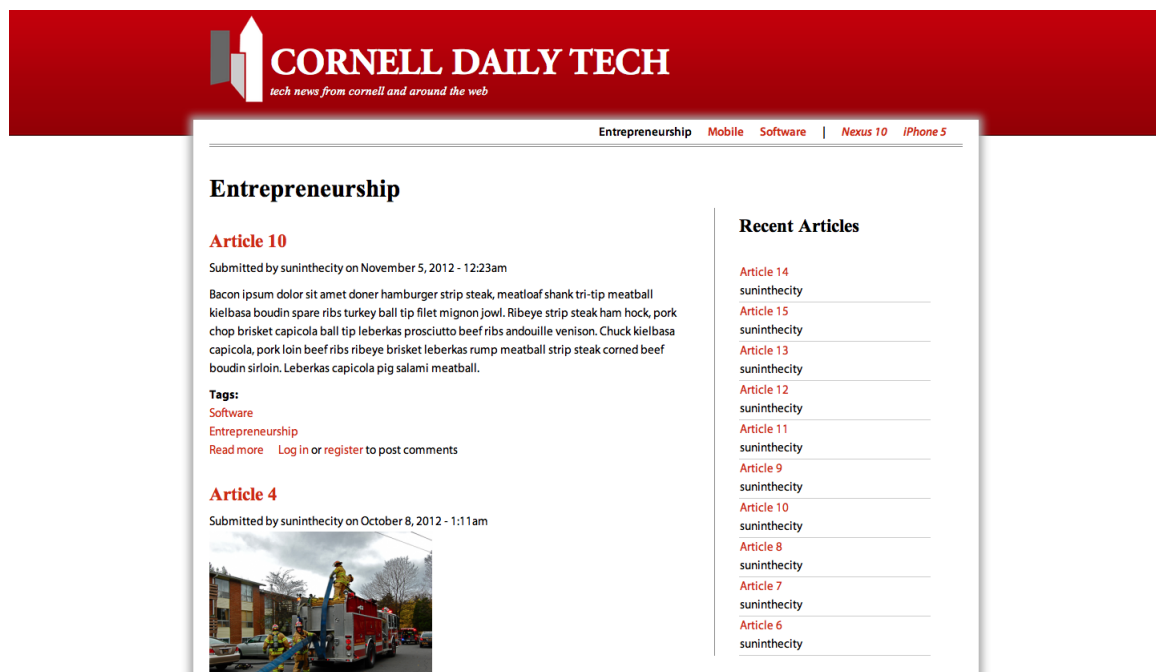 CORNELL DAILY TECH
tech news from cornell and around the web
Entrepreneurship Mobile Software | Nexus 10 iPhone 5
Entrepreneurship
Article 10
Submitted by suninthecity on November 5, 2012 - 12:23am
Bacon ipsum dolor sit amet doner hamburger strip steak, meatloaf shank tri-tip meatball
kielbasa boudin spare ribs turkey ball tip filet mignon jowl. Ribeye strip steak ham hock, pork
chop brisket capicola ball tip leberkas prosciutto beef ribs andouille venison. Chuck kielbasa
capicola, pork loin beef ribs ribeye brisket leberkas rump meatball strip steak corned beef
boudin sirloin. Leberkas capicola pig salami meatball.
Tags:
Software
Entrepreneurship
Read more Log in or register to post comments
Article 4
Submitted by suninthecity on October 8, 2012 - 1:11am
Recent Articles
Article 14
suninthecity
Article 15
suninthecity
Article 13
suninthecity
Article 12
suninthecity
Article 11
suninthecity
Article 9
suninthecity
Article 10
suninthecity
Article 8
suninthecity
Article 7
suninthecity
Article 6
suninthecity